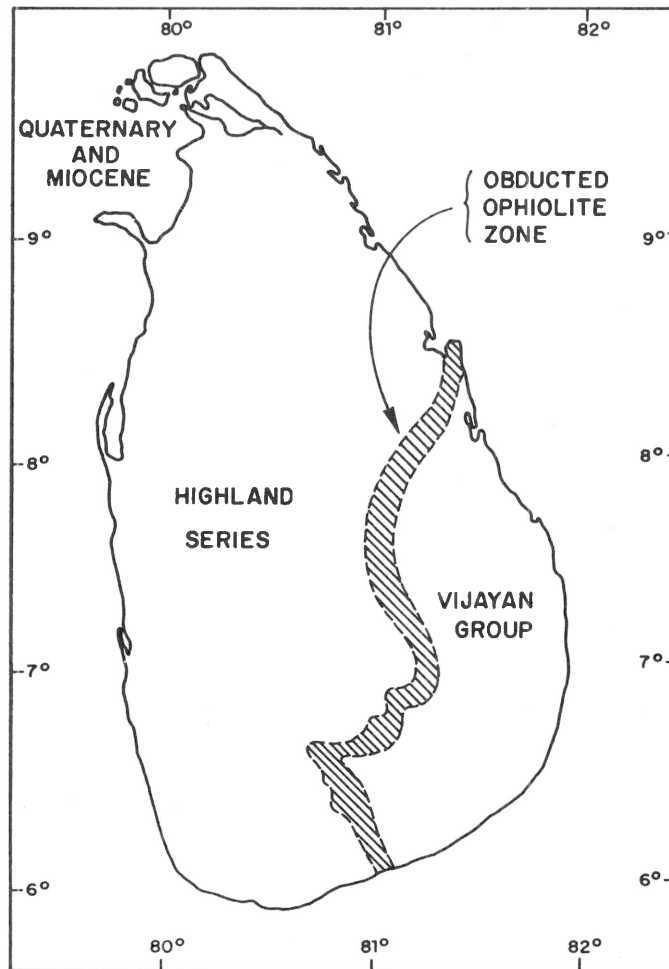 80° 81° 82°
QUATERNARY
AND
MIOCENE
OBDUCTED
OPHIOLITE
ZONE
9° 9°
8° 8°
HIGHLAND
SERIES
VIJAYAN
GROUP
7° 7°
6° 6°
80° 81° 82°